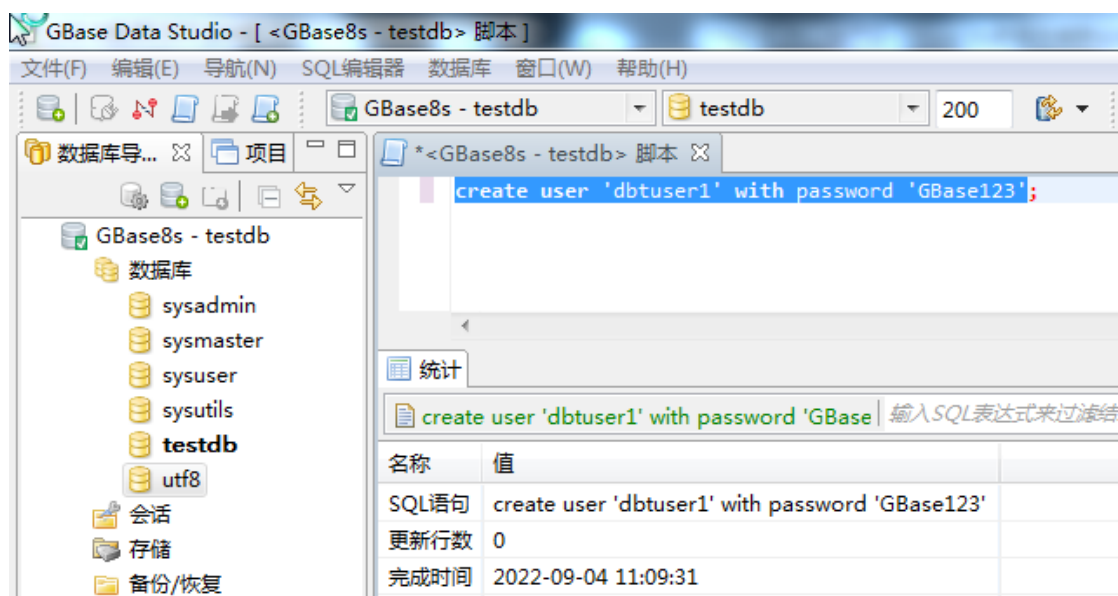 GBase Data Studio - [ <GBase8s - testdb> 脚本 ]
文件(F) 编辑(E) 导航(N) SQL编辑器 数据库 窗口(W) 帮助(H)
GBase8s - testdb testdb 200
数据库导... 项目 *<GBase8s - testdb> 脚本
create user 'dbtuser1' with password 'GBase123';
GBase8s - testdb
数据库
sysadmin
sysmaster
sysuser
sysutils
testdb
utf8
会话
存储
备份/恢复
统计
create user 'dbtuser1' with password 'GBase 输入SQL表达式来过滤结
名称 值
SQL语句 create user 'dbtuser1' with password 'GBase123'
更新行数 0
完成时间 2022-09-04 11:09:31